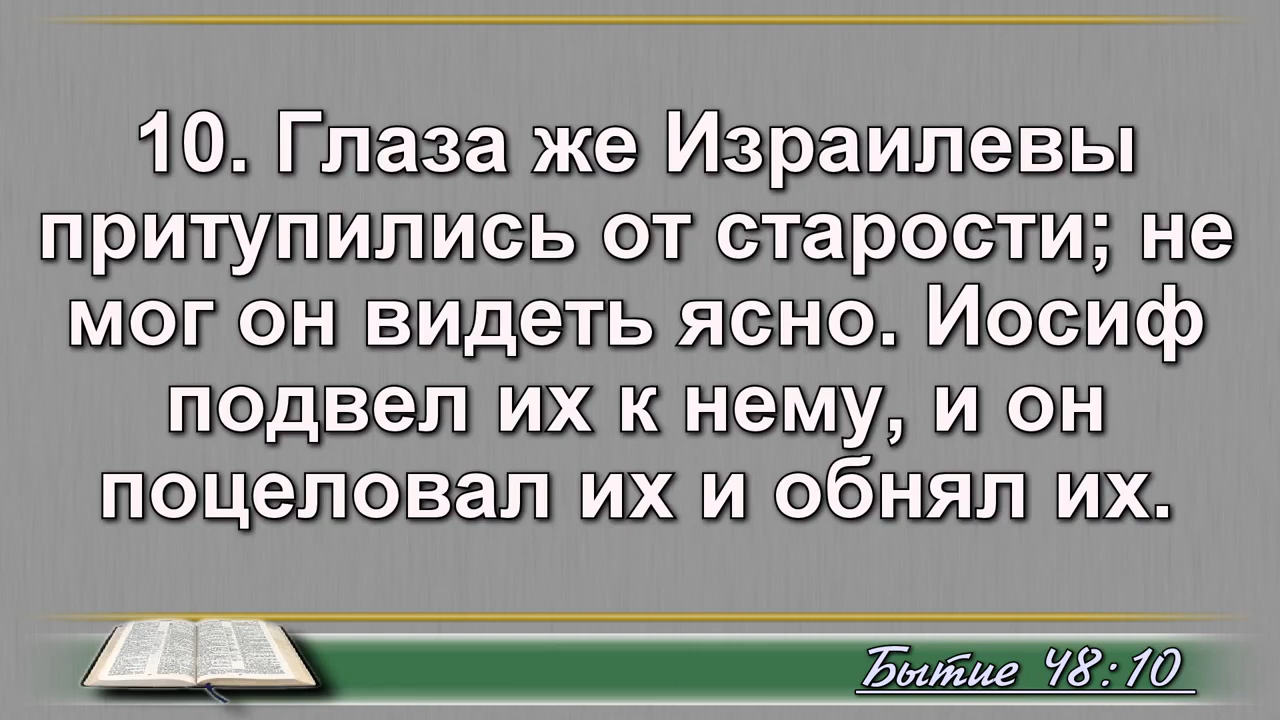 10. Глаза же Израилевы
притупились от старости; не
мог он видеть ясно. Иосиф
подвел их к нему, и он
поцеловал их и обнял их.
Бытие 48:10